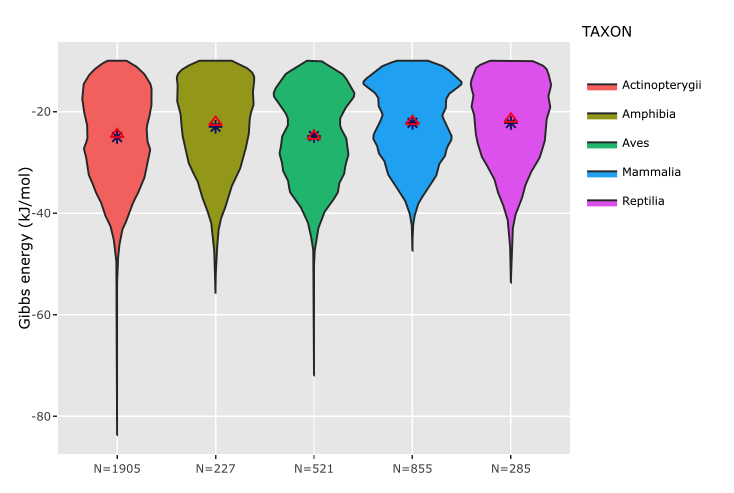 TAXON
Actinopterygii
Amphibia
Aves
Mammalia
Reptilia
Gibbs energy (kJ/mol)
-20
-40
-60
-80
N=1905 N=227 N=521 N=855 N=285